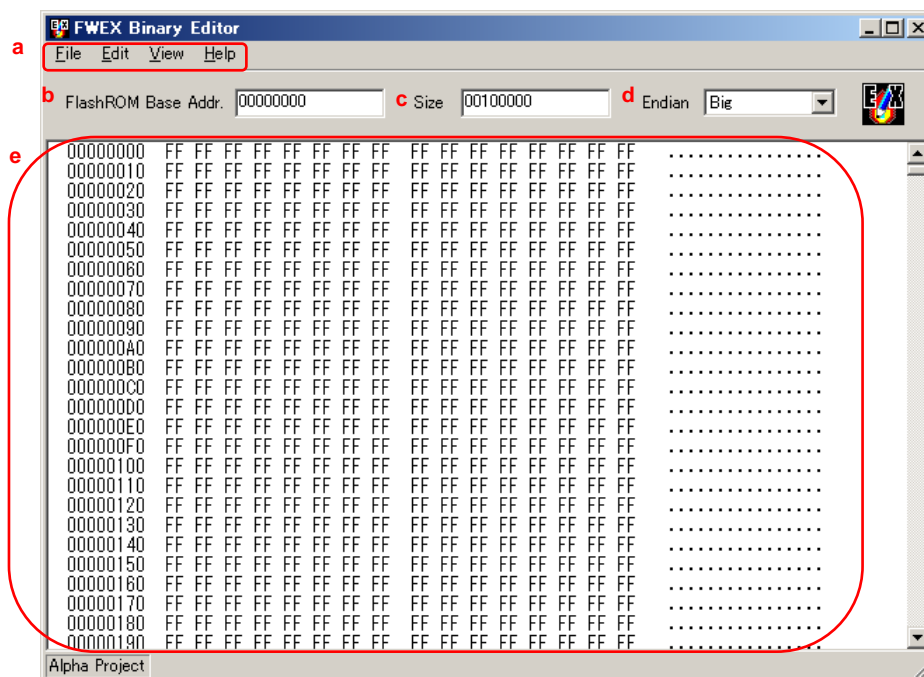 FWEX Binary Editor
a File Edit View Help
b FlashROM Base Addr. 00000000 c Size 00100000 d Endian Big EX
e
00000000 FF FF FF FF FF FF FF FF FF FF FF FF FF FF FF FF ................
00000010 FF FF FF FF FF FF FF FF FF FF FF FF FF FF FF FF ................
00000020 FF FF FF FF FF FF FF FF FF FF FF FF FF FF FF FF ................
00000030 FF FF FF FF FF FF FF FF FF FF FF FF FF FF FF FF ................
00000040 FF FF FF FF FF FF FF FF FF FF FF FF FF FF FF FF ................
00000050 FF FF FF FF FF FF FF FF FF FF FF FF FF FF FF FF ................
00000060 FF FF FF FF FF FF FF FF FF FF FF FF FF FF FF FF ................
00000070 FF FF FF FF FF FF FF FF FF FF FF FF FF FF FF FF ................
00000080 FF FF FF FF FF FF FF FF FF FF FF FF FF FF FF FF ................
00000090 FF FF FF FF FF FF FF FF FF FF FF FF FF FF FF FF ................
000000A0 FF FF FF FF FF FF FF FF FF FF FF FF FF FF FF FF ................
000000B0 FF FF FF FF FF FF FF FF FF FF FF FF FF FF FF FF ................
000000C0 FF FF FF FF FF FF FF FF FF FF FF FF FF FF FF FF ................
000000D0 FF FF FF FF FF FF FF FF FF FF FF FF FF FF FF FF ................
000000E0 FF FF FF FF FF FF FF FF FF FF FF FF FF FF FF FF ................
000000F0 FF FF FF FF FF FF FF FF FF FF FF FF FF FF FF FF ................
00000100 FF FF FF FF FF FF FF FF FF FF FF FF FF FF FF FF ................
00000110 FF FF FF FF FF FF FF FF FF FF FF FF FF FF FF FF ................
00000120 FF FF FF FF FF FF FF FF FF FF FF FF FF FF FF FF ................
00000130 FF FF FF FF FF FF FF FF FF FF FF FF FF FF FF FF ................
00000140 FF FF FF FF FF FF FF FF FF FF FF FF FF FF FF FF ................
00000150 FF FF FF FF FF FF FF FF FF FF FF FF FF FF FF FF ................
00000160 FF FF FF FF FF FF FF FF FF FF FF FF FF FF FF FF ................
00000170 FF FF FF FF FF FF FF FF FF FF FF FF FF FF FF FF ................
00000180 FF FF FF FF FF FF FF FF FF FF FF FF FF FF FF FF ................
00000190 FF FF FF FF FF FF FF FF FF FF FF FF FF FF FF FF ................
Alpha Project